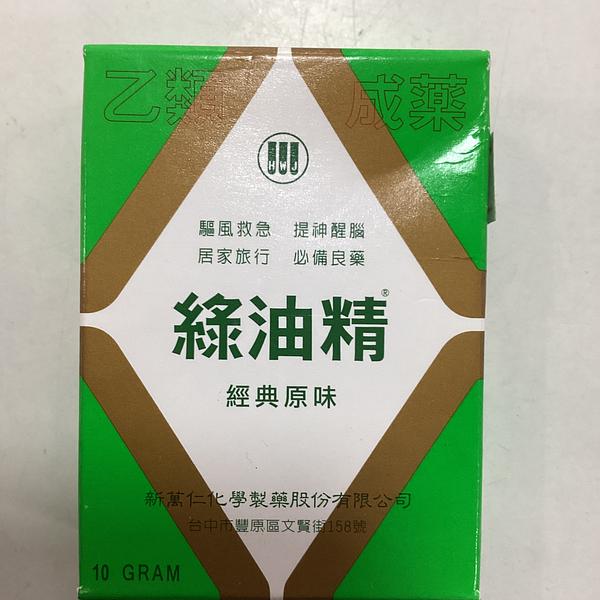 乙類 成藥
HWJ
驅風救急 提神醒腦
居家旅行 必備良藥
綠油精®
經典原味
新萬仁化學製藥股份有限公司
台中市豐原區文賢街158號
10 GRAM